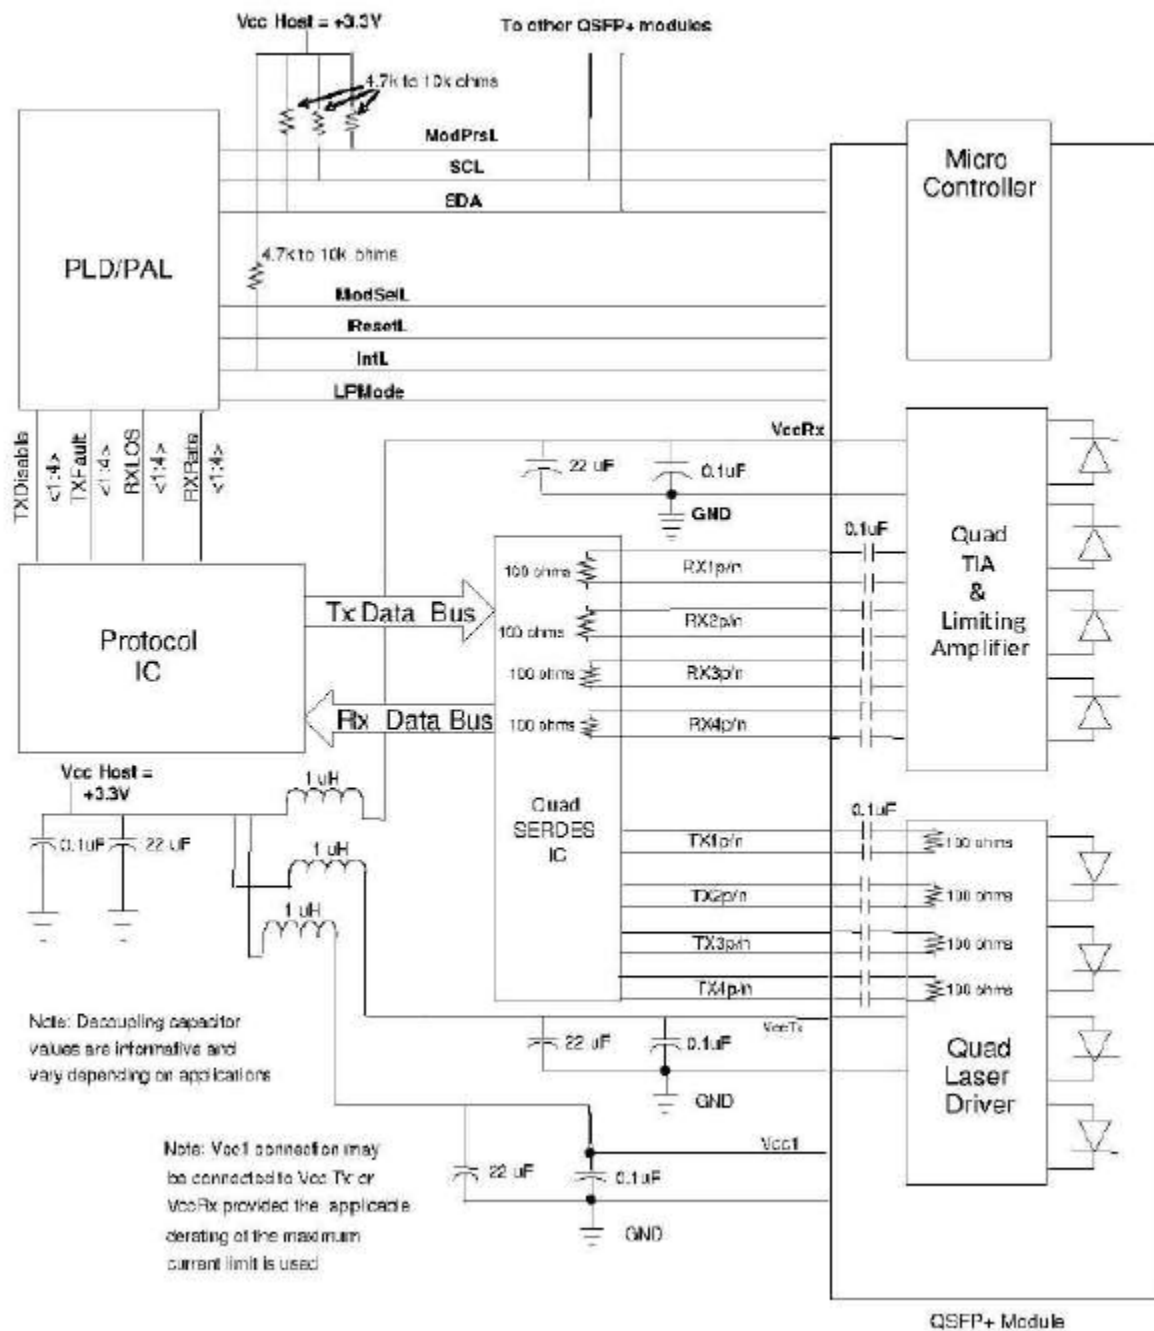 Vcc Host = +3.3V
To other QSFP+ modules
4.7k to 10k ohms
ModPrsL
SCL
SDA
Micro
Controller
PLD/PAL
4.7k to 10k ohms
ModSelL
ResetL
IntL
LPMode
TXDisable
<1:4>
TXFault
<1:4>
RXLOS
<1:4>
RXRate
<1:4>
VccRx
22 uF
0.1uF
GND
0.1uF
Quad
TIA
&
Limiting
Amplifier
100 ohms
RX1p/n
100 ohms
RX2p/n
100 ohms
RX3p/n
100 ohms
RX4p/n
Tx Data Bus
Protocol
IC
Rx Data Bus
Vcc Host =
+3.3V
1 uH
0.1uF
22 uF
1 uH
1 uH
Quad
SERDES
IC
0.1uF
TX1p/n
100 ohms
TX2p/n
100 ohms
TX3p/n
100 ohms
TX4p/n
100 ohms
Note: Decoupling capacitor
values are informative and
vary depending on applications
22 uF
0.1uF
VccTx
GND
Quad
Laser
Driver
Note: Vcc1 connection may
be connected to Vcc Tx or
VccRx provided the applicable
derating of the maximum
current limit is used
22 uF
0.1uF
Vcc1
GND
QSFP+ Module